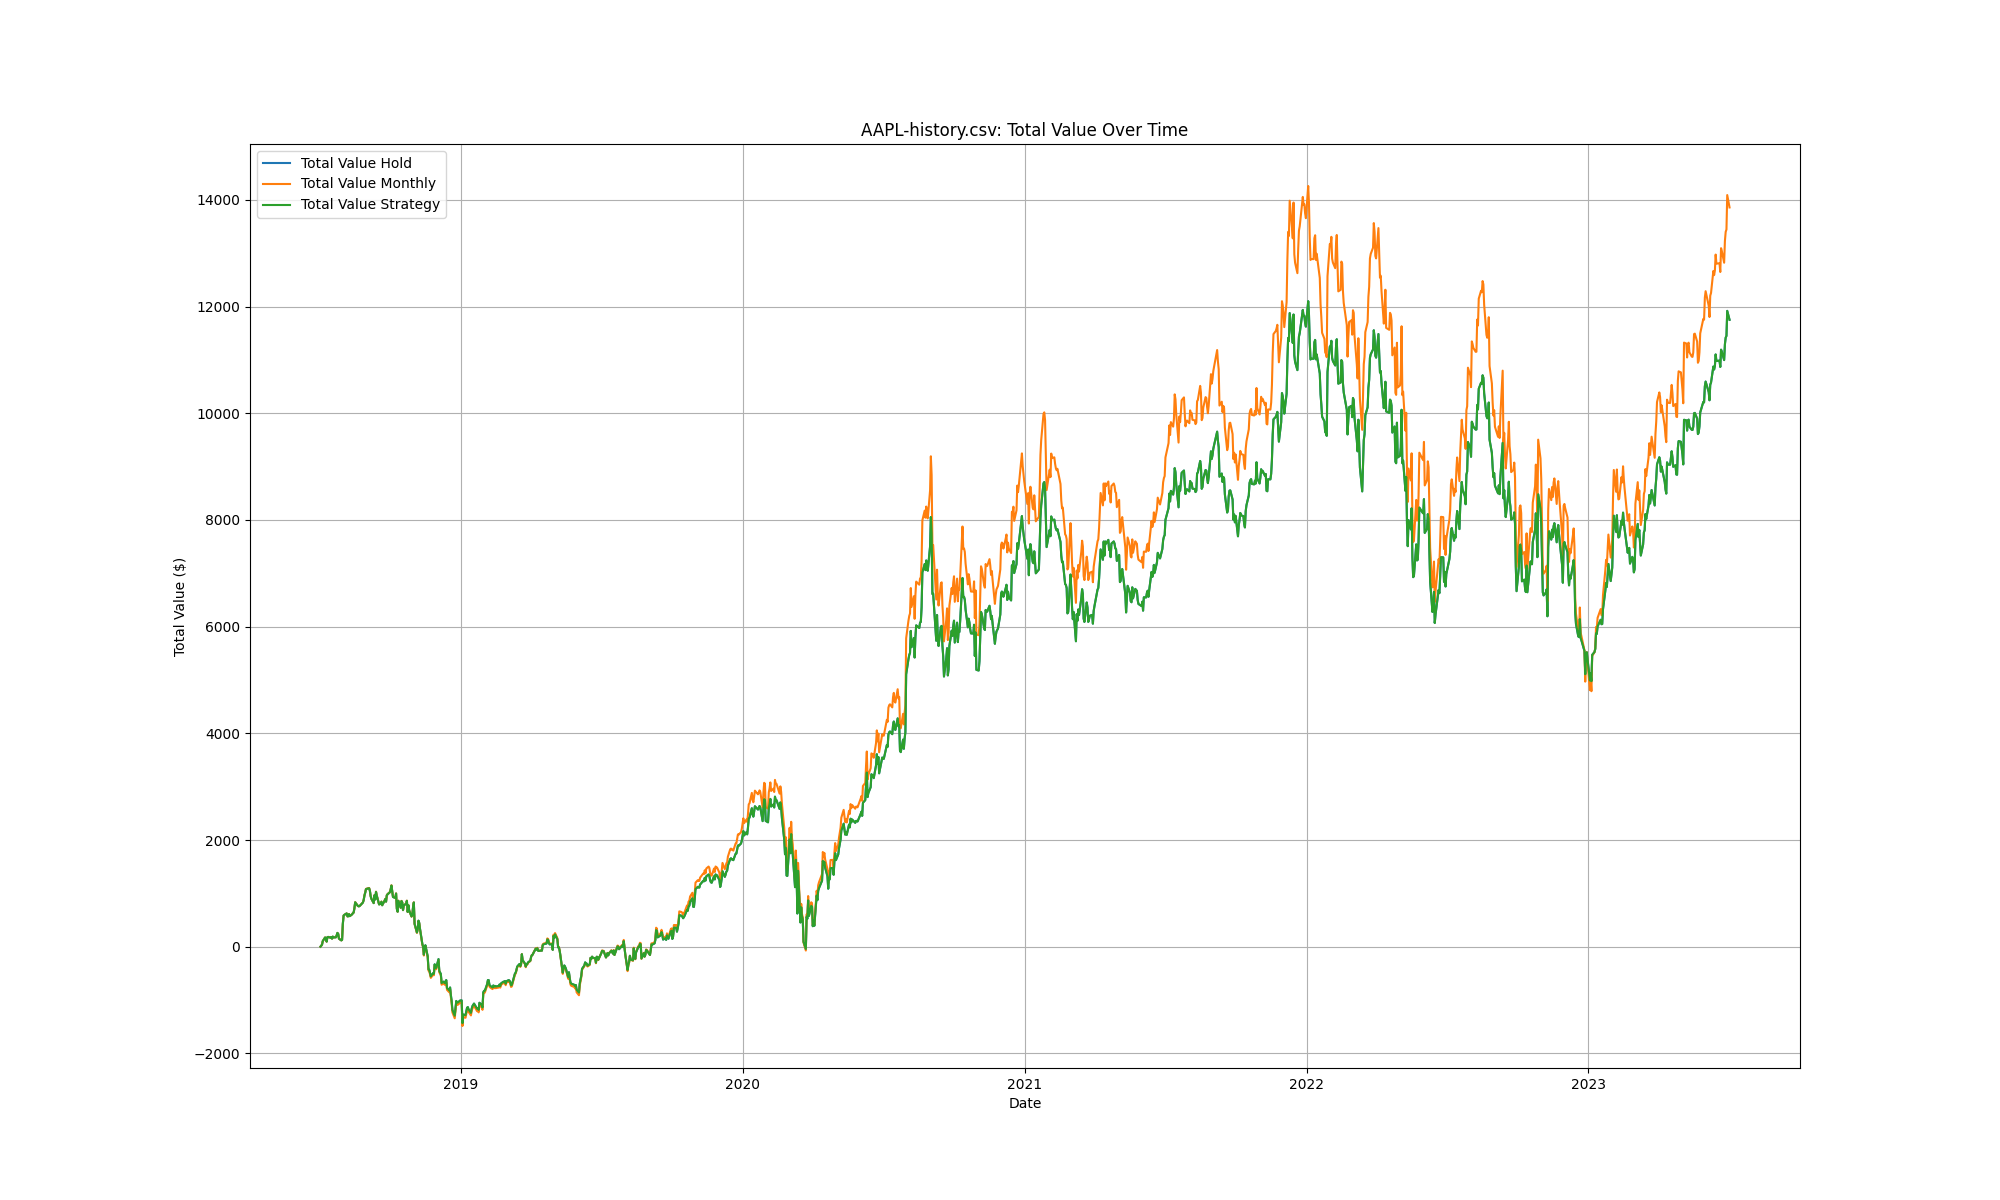 AAPL-history.csv: Total Value Over Time
Total Value Hold
Total Value Monthly
Total Value Strategy
14000
12000
10000
8000
6000
4000
2000
0
−2000
Total Value ($)
2019 2020 2021 2022 2023
Date